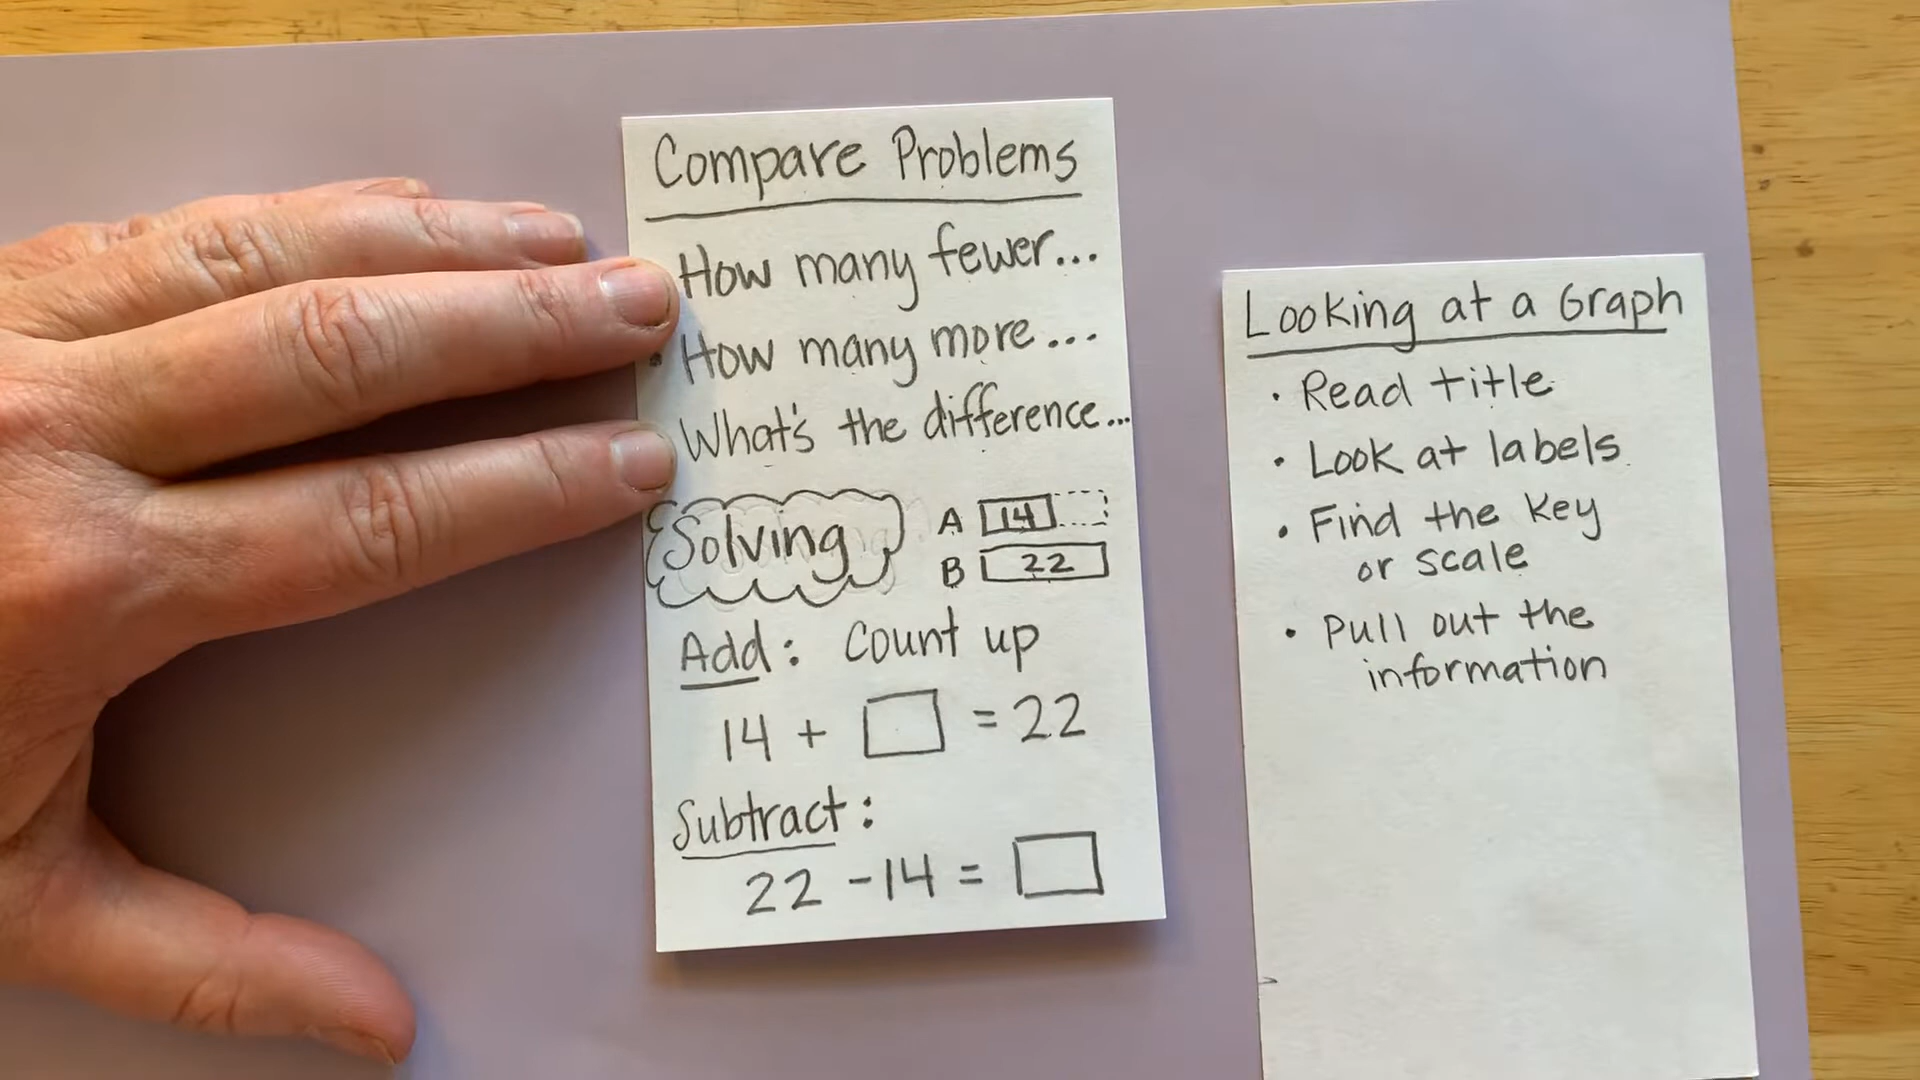 Compare Problems
How many fewer...
• How many more...
What's the difference...
Solving
A 14
B 22
Add: Count up
14 + □ = 22
Subtract:
22 - 14 = □
Looking at a Graph
• Read title
• Look at labels
• Find the key
or scale
• Pull out the
information